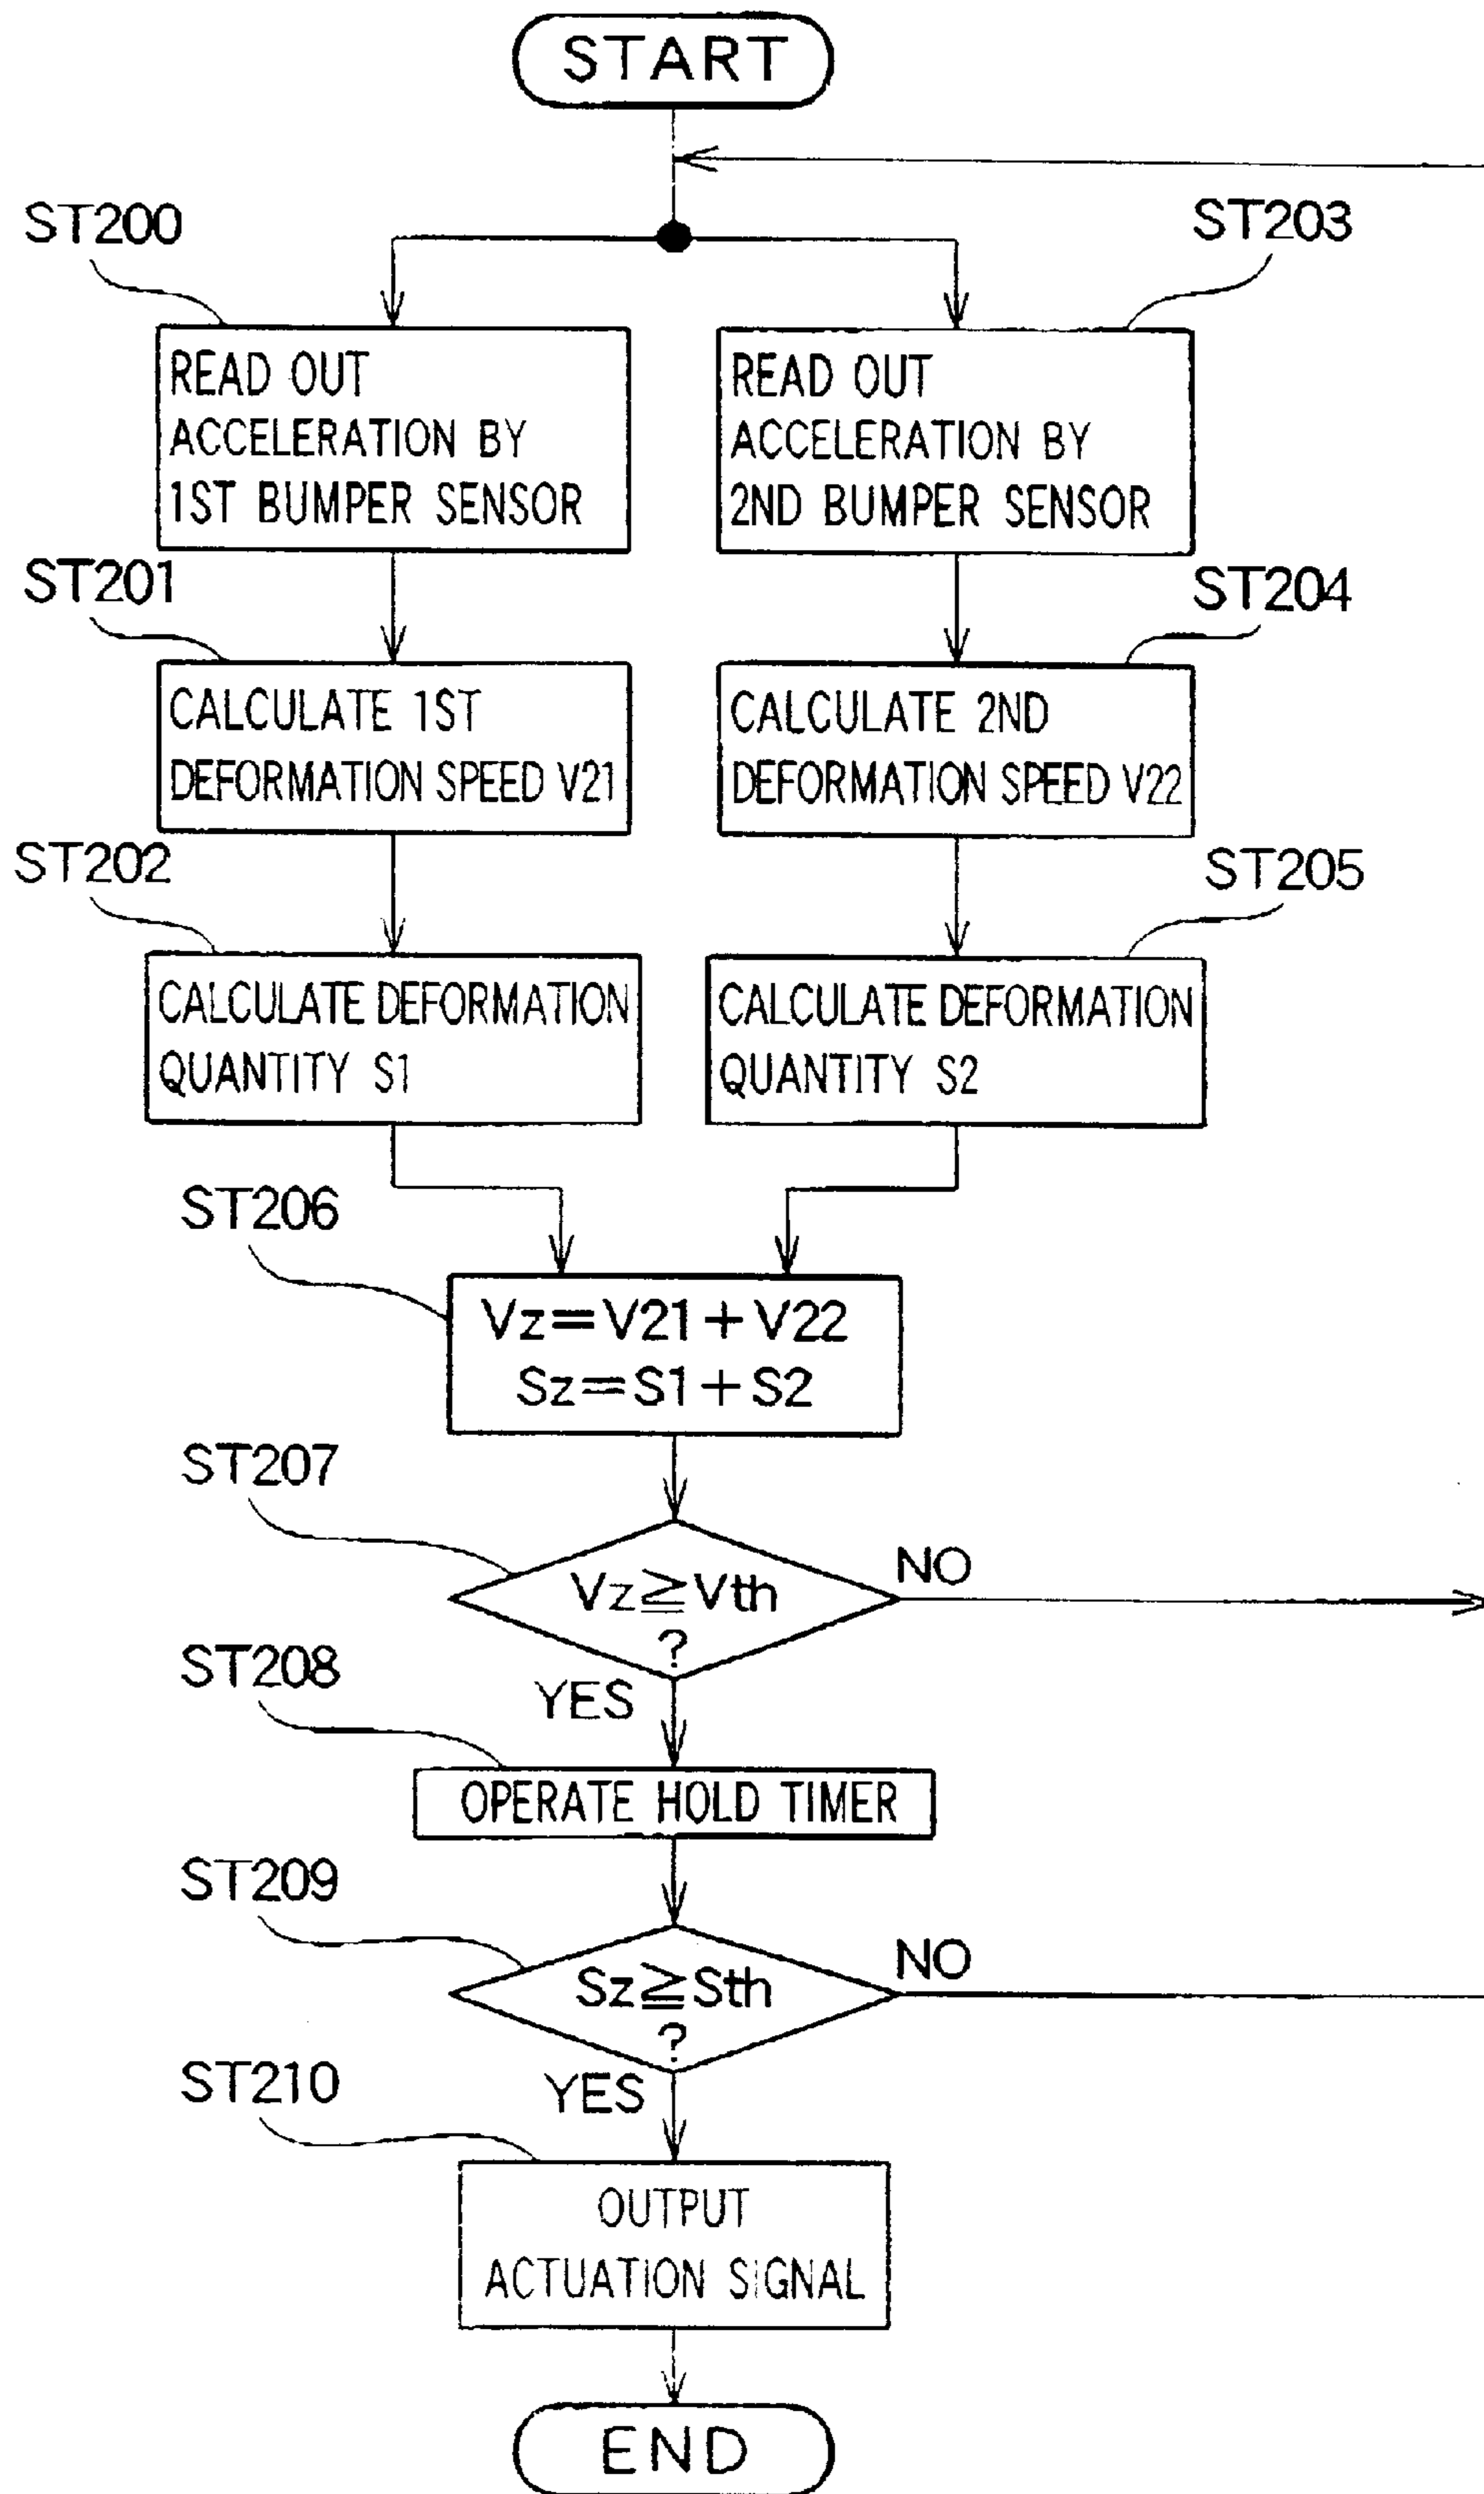 START
ST200
ST203
READ OUT
ACCELERATION BY
1ST BUMPER SENSOR
READ OUT
ACCELERATION BY
2ND BUMPER SENSOR
ST201
ST204
CALCULATE 1ST
DEFORMATION SPEED V21
CALCULATE 2ND
DEFORMATION SPEED V22
ST202
ST205
CALCULATE DEFORMATION
QUANTITY S1
CALCULATE DEFORMATION
QUANTITY S2
ST206
Vz=V21+V22
Sz=S1+S2
ST207
Vz≧Vth
?
NO
YES
ST208
OPERATE HOLD TIMER
ST209
Sz≧Sth
?
NO
YES
ST210
OUTPUT
ACTUATION SIGNAL
END